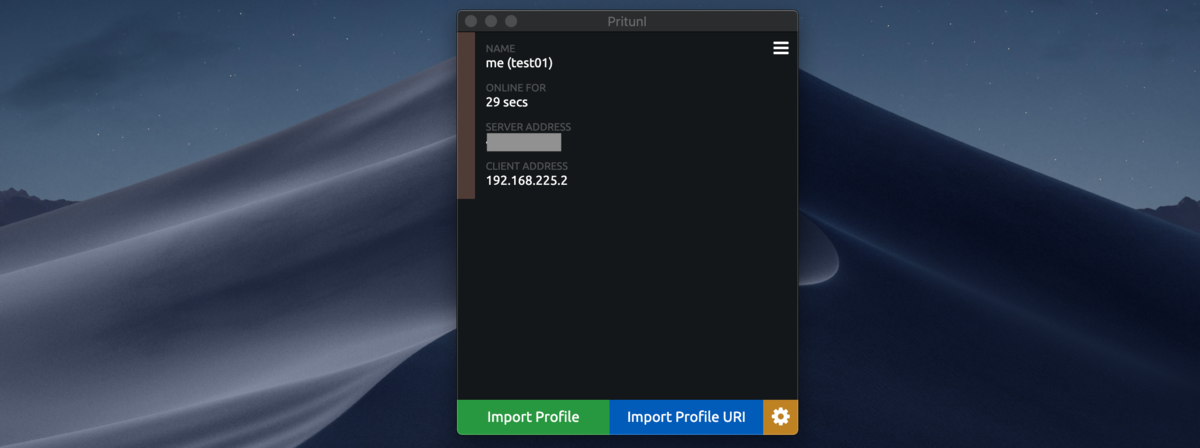 Pritunl
NAME
me (test01)
ONLINE FOR
29 secs
SERVER ADDRESS
CLIENT ADDRESS
192.168.225.2
Import Profile
Import Profile URI